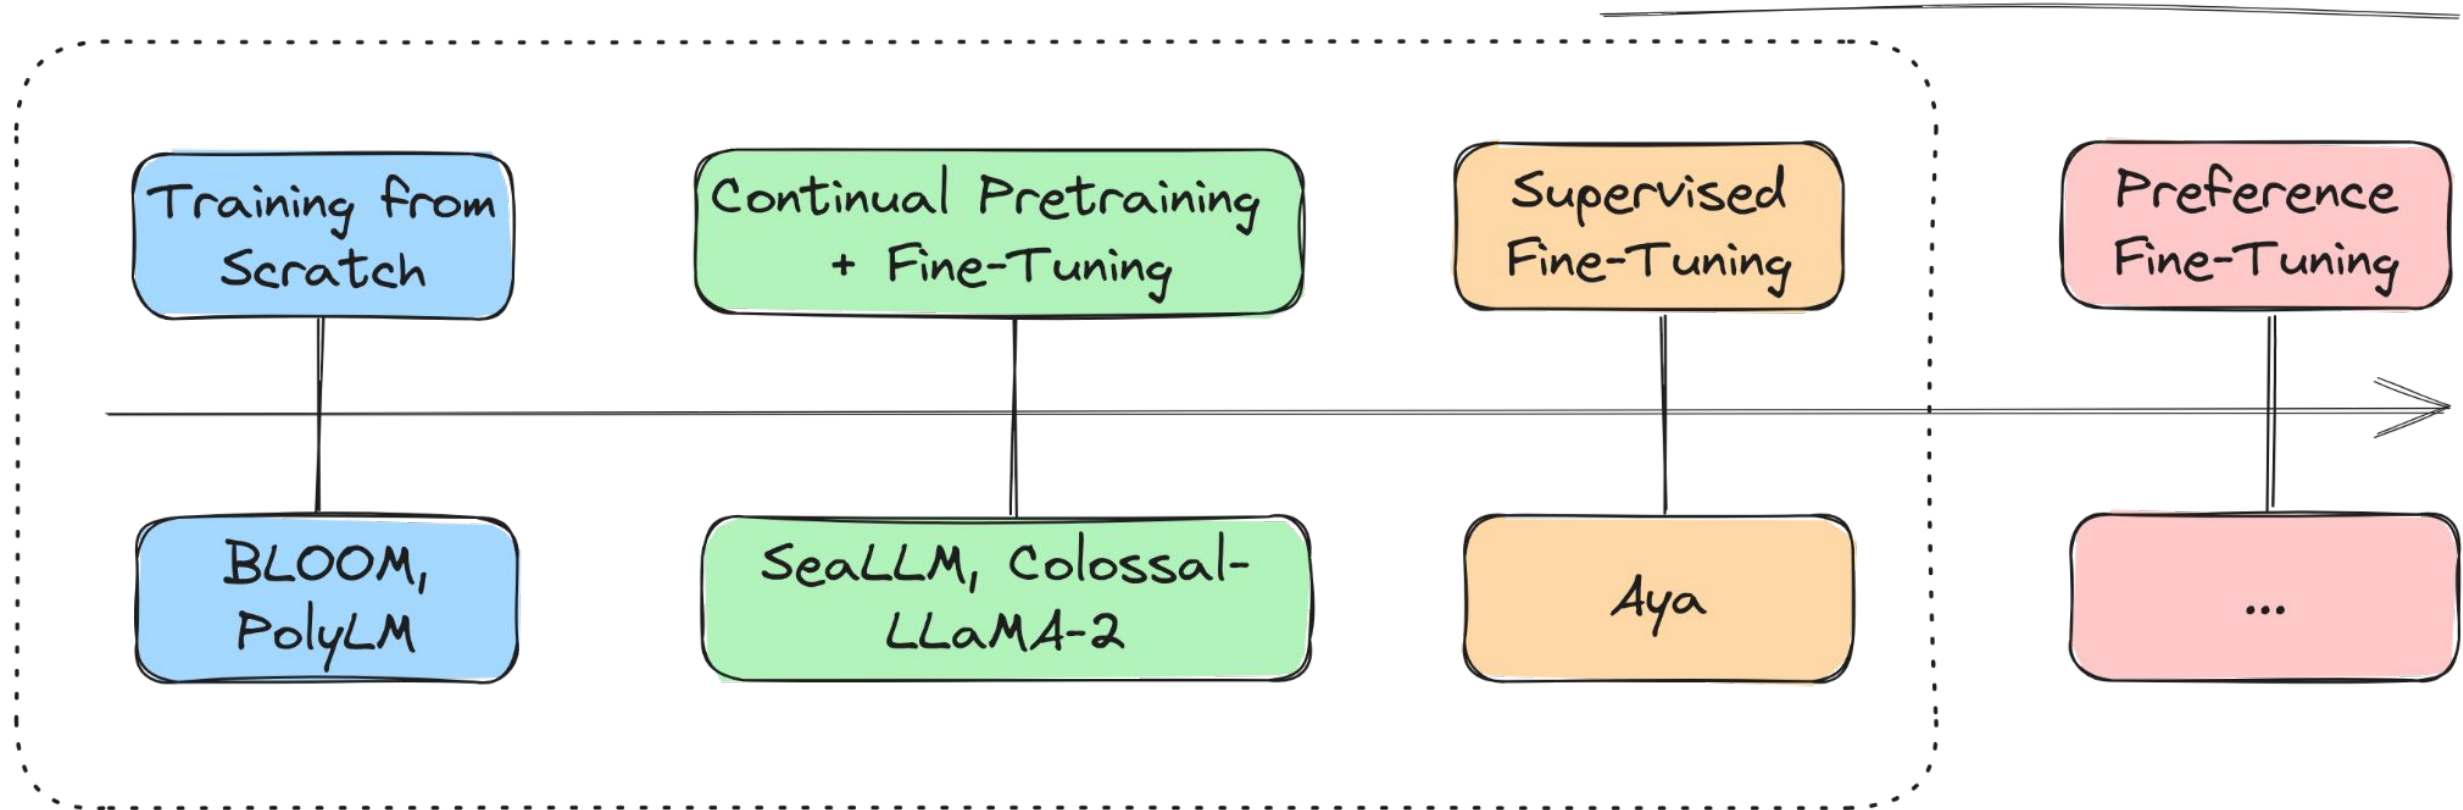 Training from
Scratch
Continual Pretraining
+ Fine-Tuning
Supervised
Fine-Tuning
Preference
Fine-Tuning
BLOOM,
PolyLM
SeaLLM, Colossal-
LLaMA-2
Aya
...